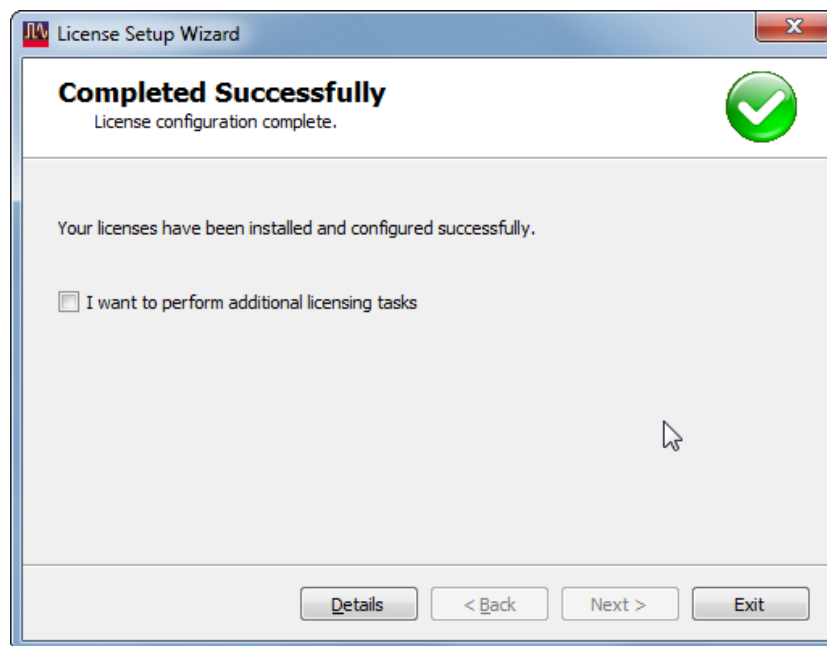 License Setup Wizard
Completed Successfully
License configuration complete.
Your licenses have been installed and configured successfully.
I want to perform additional licensing tasks
Details < Back Next > Exit